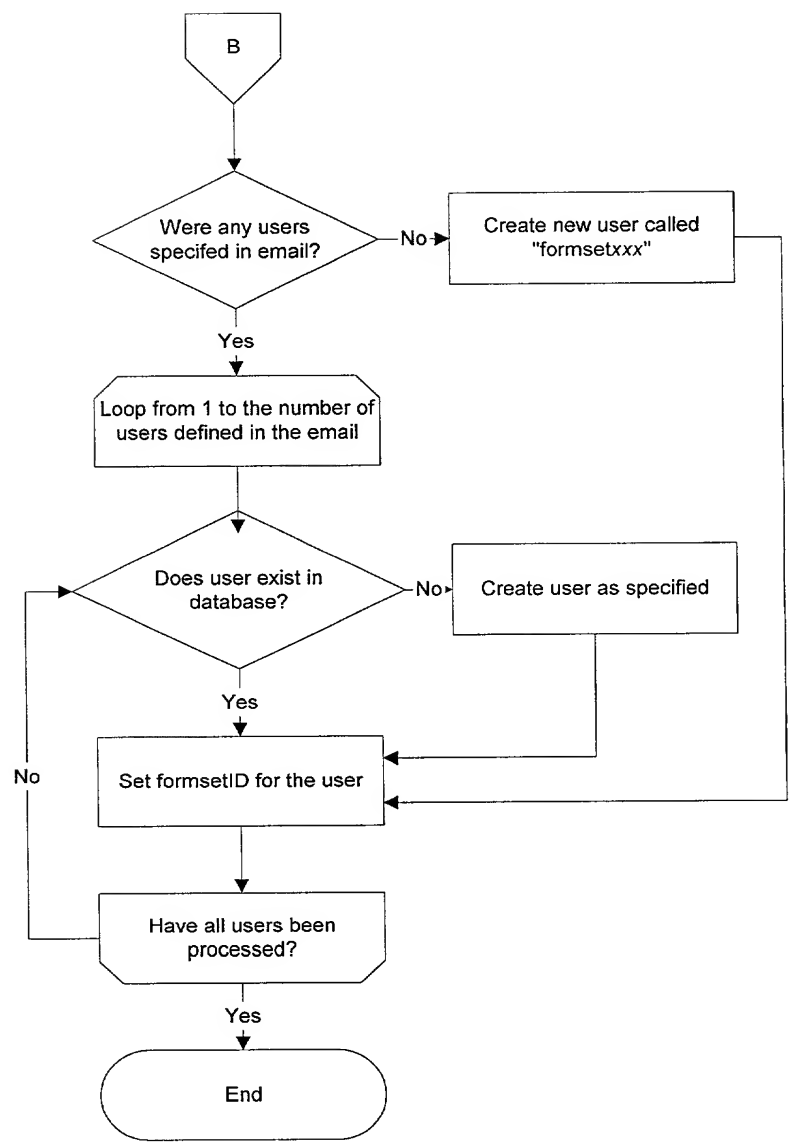 B
Were any users
specifed in email?
No
Create new user called
"formsetxxx"
Yes
Loop from 1 to the number of
users defined in the email
Does user exist in
database?
No
Create user as specified
Yes
Set formsetID for the user
No
Have all users been
processed?
Yes
End